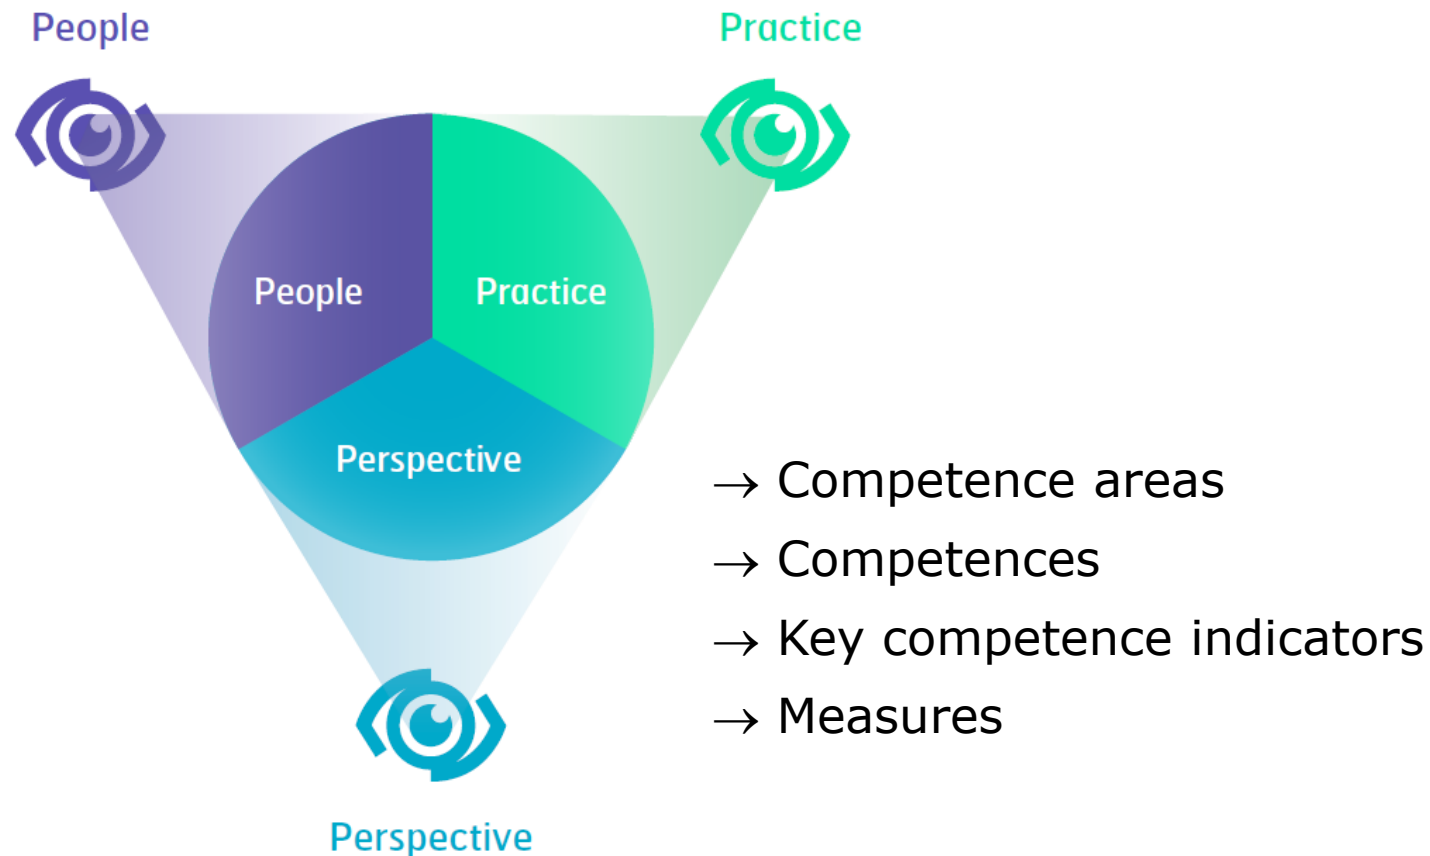 People
Practice
People
Practice
Perspective
→ Competence areas
→ Competences
→ Key competence indicators
→ Measures
Perspective